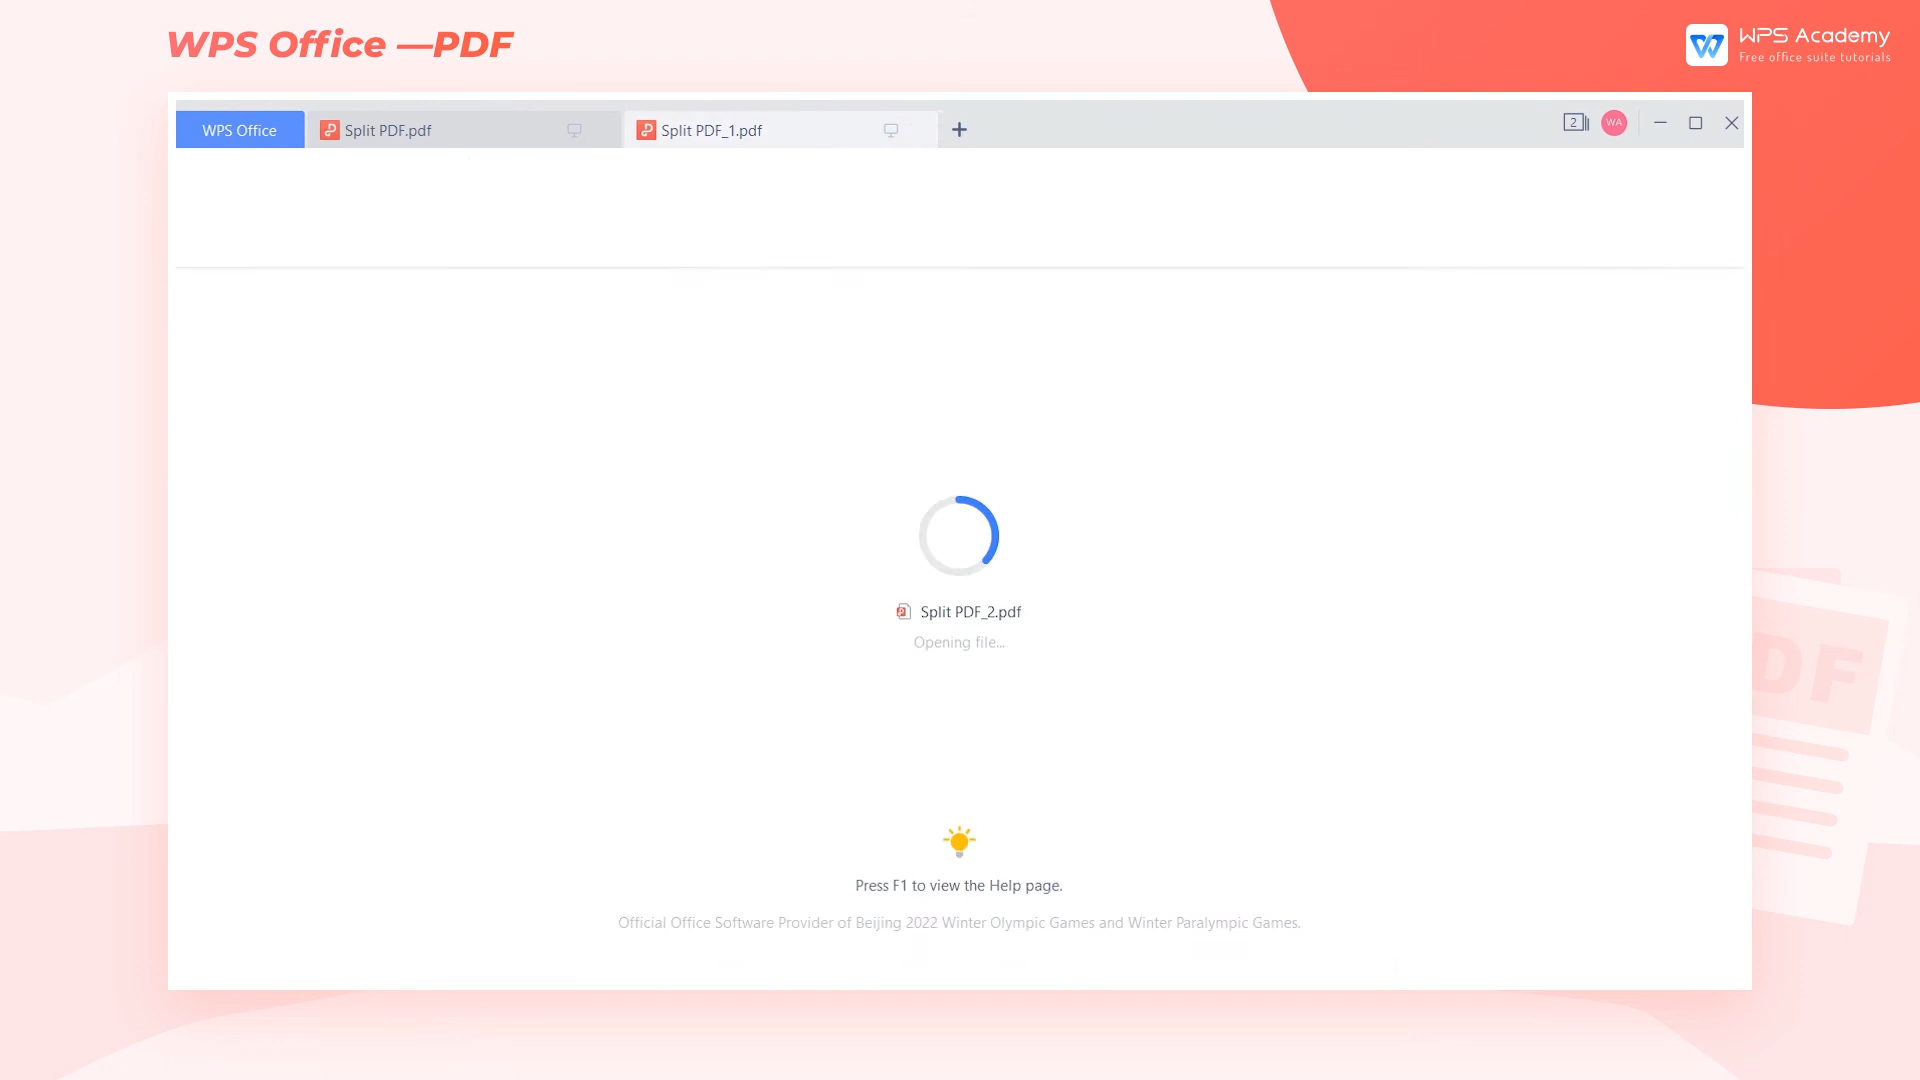 WPS Office —PDF
WPS Academy
Free office suite tutorials
WPS Office
Split PDF.pdf
Split PDF_1.pdf
2
WA
Split PDF_2.pdf
Opening file...
PDF
Press F1 to view the Help page.
Official Office Software Provider of Beijing 2022 Winter Olympic Games and Winter Paralympic Games.